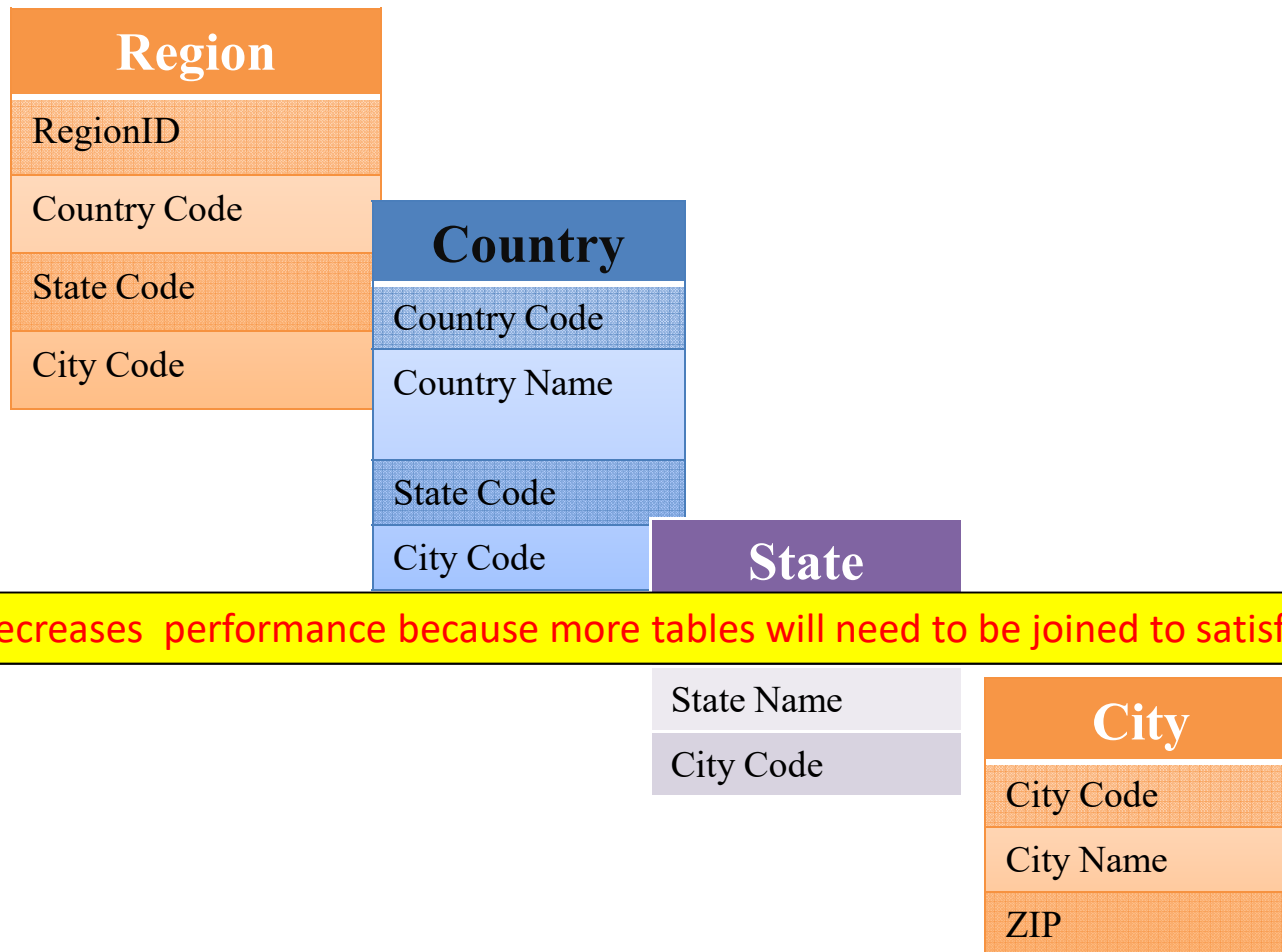 Region
RegionID
Country Code
State Code
City Code
Country
Country Code
Country Name
State Code
City Code
State
performance because more tables will need to be joined to
State Name
City Code
City
City Code
City Name
ZIP